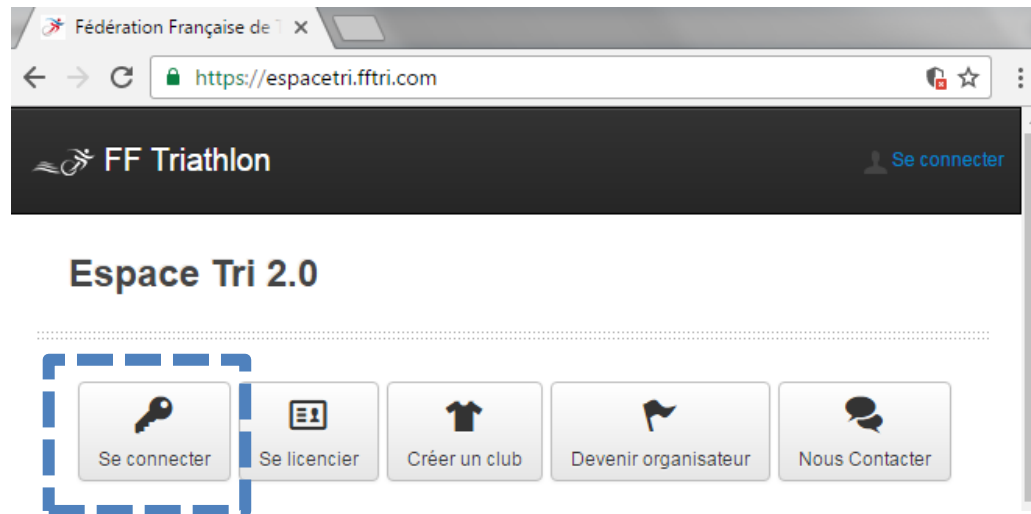 Fédération Française de T
https://espacetri.fftri.com
FF Triathlon
Se connecter
Espace Tri 2.0
Se connecter
Se licencier
Créer un club
Devenir organisateur
Nous Contacter